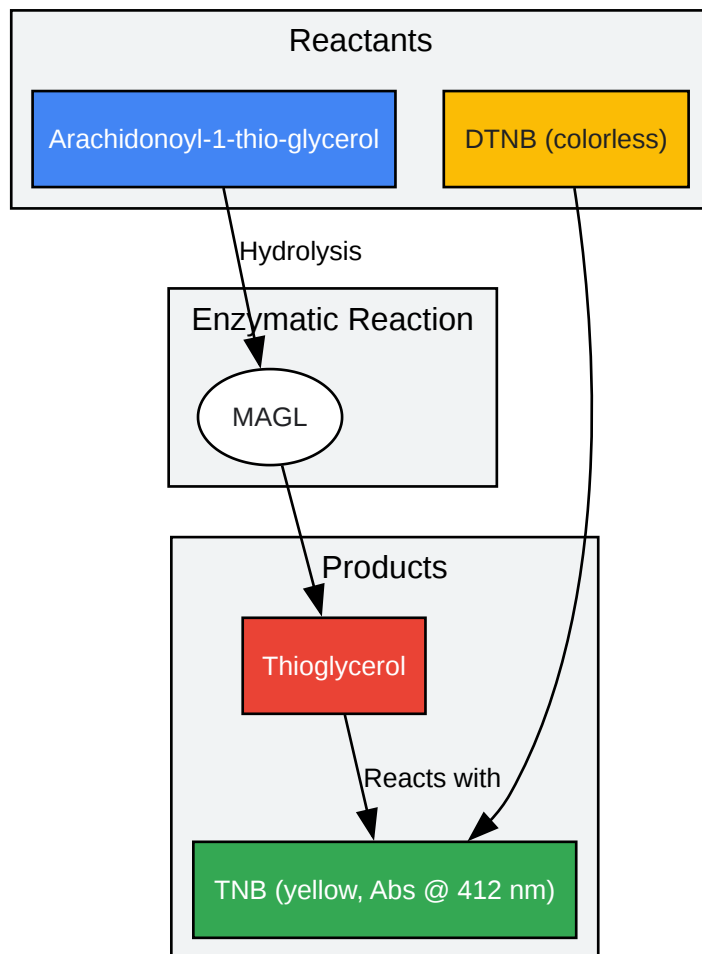 Reactants
Arachidonoyl-1-thio-glycerol
DTNB (colorless)
Hydrolysis
Enzymatic Reaction
MAGL
Products
Thioglycerol
Reacts with
TNB (yellow, Abs @ 412 nm)